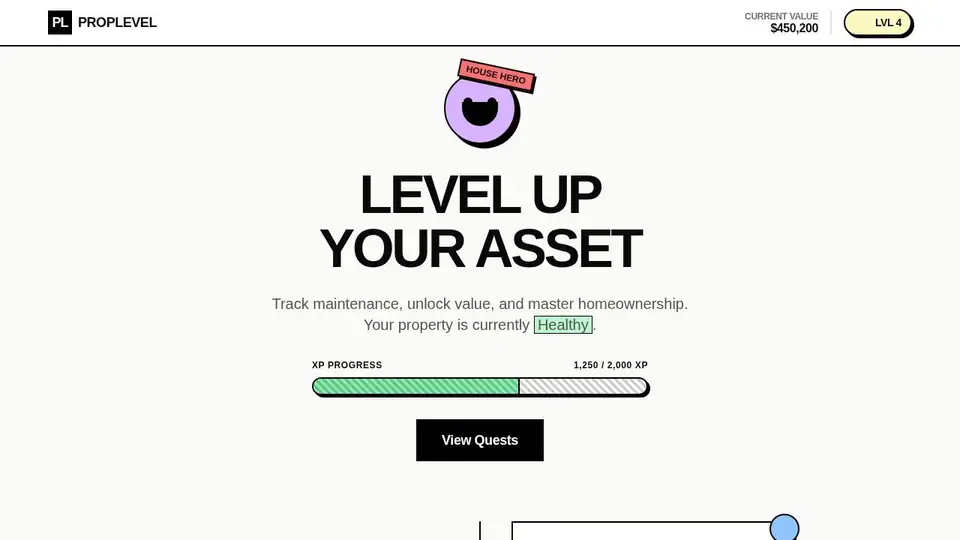 PL PROPLEVEL
CURRENT VALUE
$450,200
LVL 4
HOUSE HERO
LEVEL UP
YOUR ASSET
Track maintenance, unlock value, and master homeownership.
Your property is currently Healthy.
XP PROGRESS
1,250 / 2,000 XP
View Quests